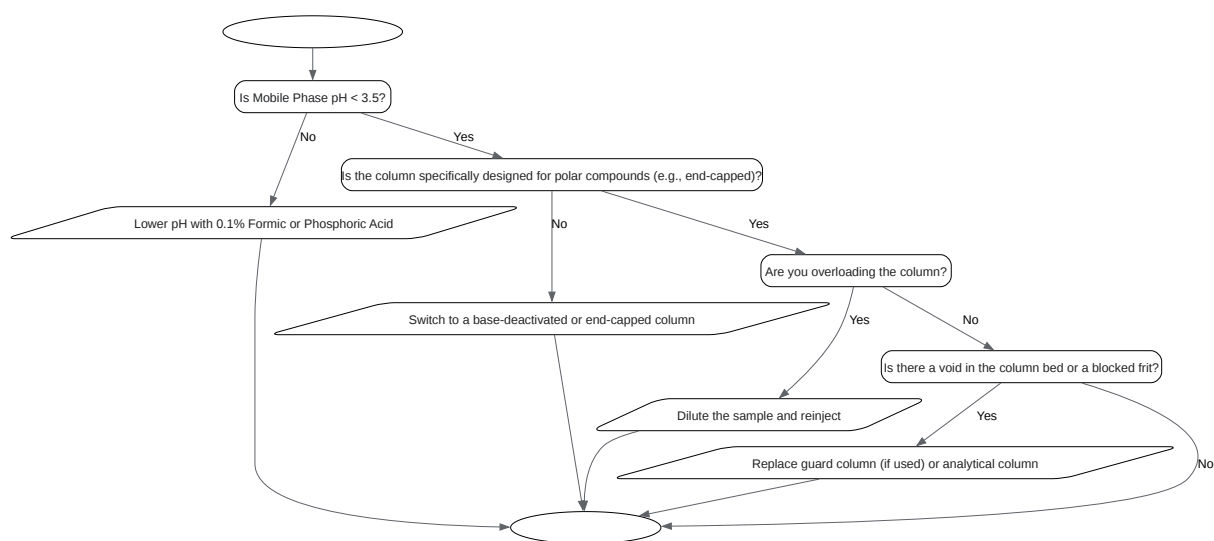 Is Mobile Phase pH < 3.5?
No
Yes
Is the column specifically designed for polar compounds (e.g., end-capped)?
Lower pH with 0.1% Formic or Phosphoric Acid
No
Yes
Are you overloading the column?
Switch to a base-deactivated or end-capped column
Yes
No
Is there a void in the column bed or a blocked frit?
Dilute the sample and reinject
Yes
Replace guard column (if used) or analytical column
No